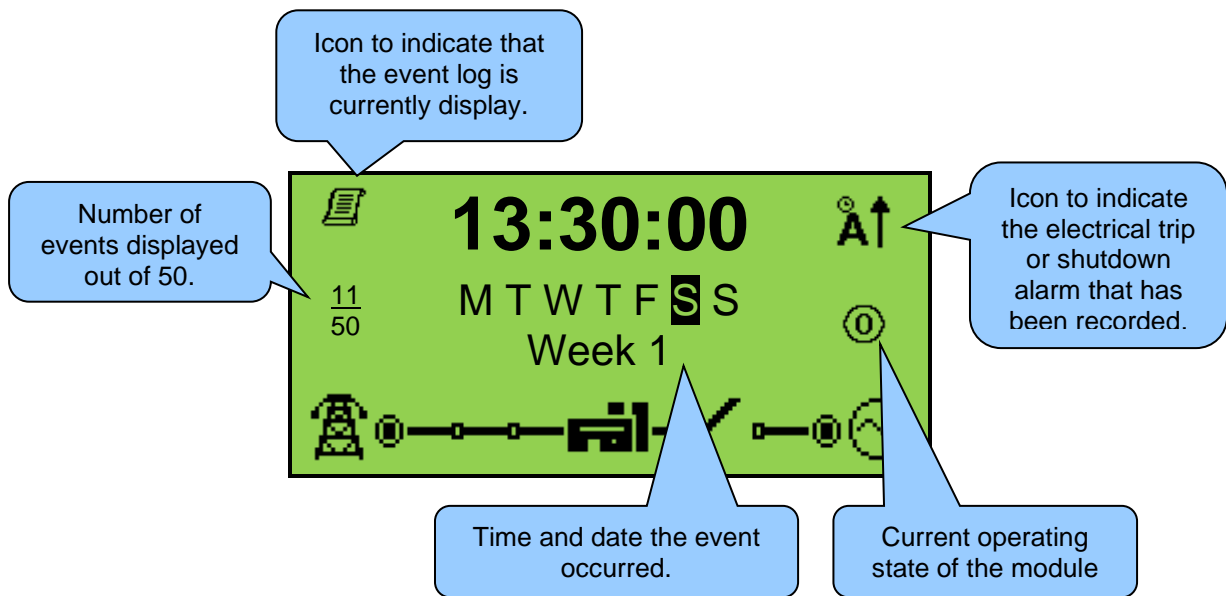 Icon to indicate that
the event log is
currently display.
Number of
events displayed
out of 50.
13:30:00
11
50
M T W T F S S
Week 1
A
0
Icon to indicate
the electrical trip
or shutdown
alarm that has
been recorded.
Time and date the event
occurred.
Current operating
state of the module